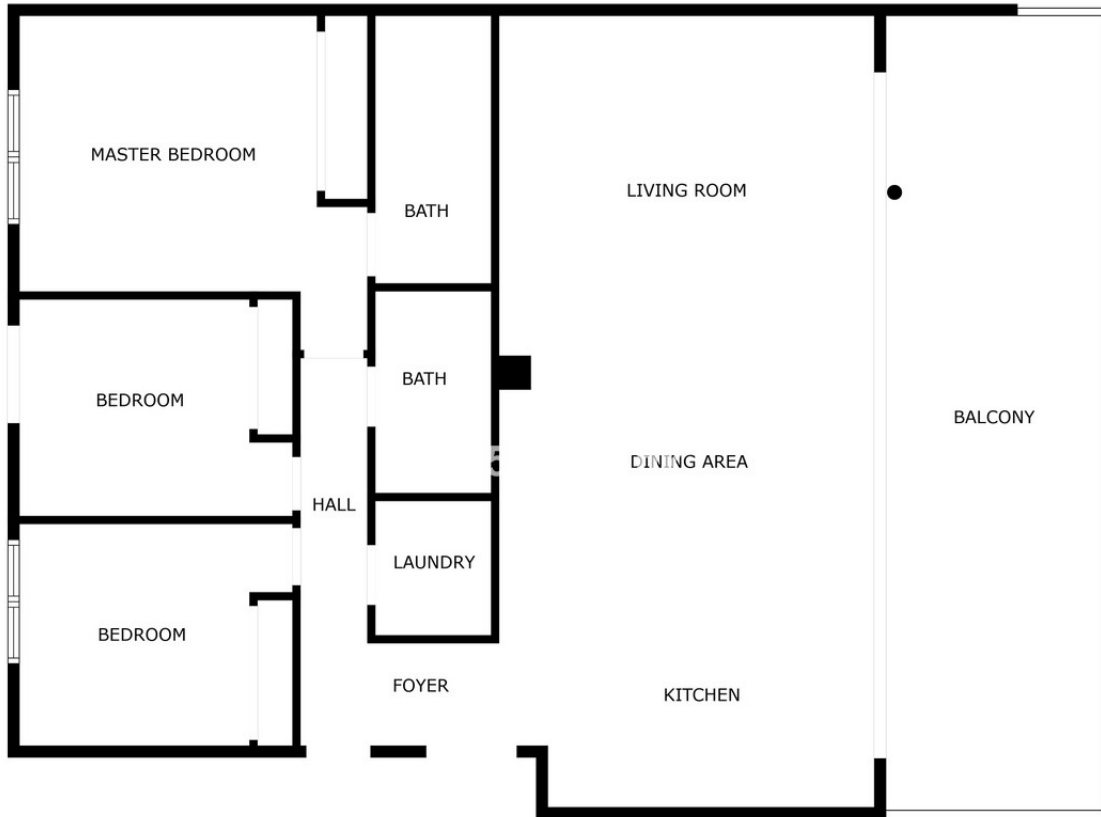 MASTER BEDROOM
LIVING ROOM
BATH
BATH
BEDROOM
BALCONY
DINING AREA
HALL
LAUNDRY
BEDROOM
FOYER
KITCHEN